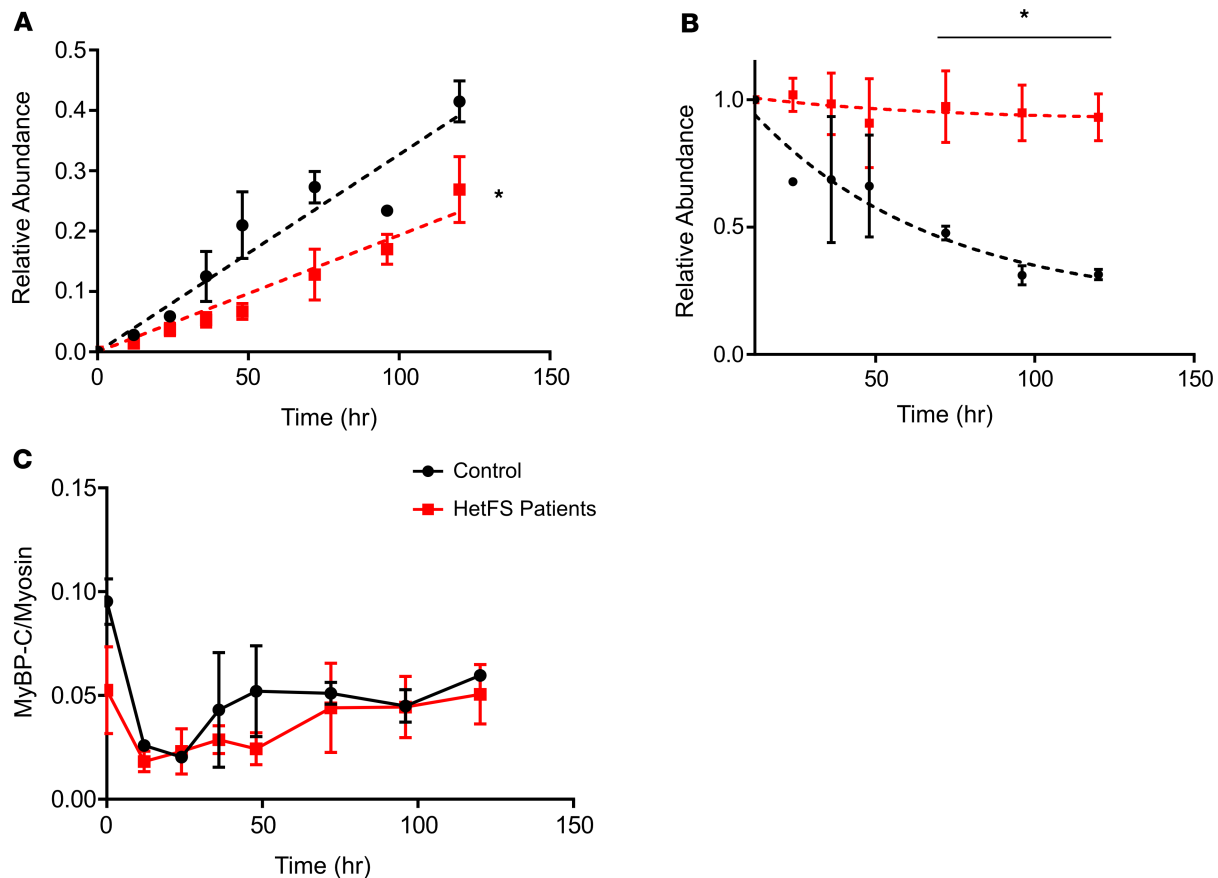 A
Relative Abundance
0.5
0.4
0.3
0.2
0.1
0.0
*
0
50
100
150
Time (hr)
B
*
Relative Abundance
1.0
0.5
0.0
50
100
150
Time (hr)
C
Control
HetFS Patients
MyBP-C/Myosin
0.15
0.10
0.05
0.00
0
50
100
150
Time (hr)